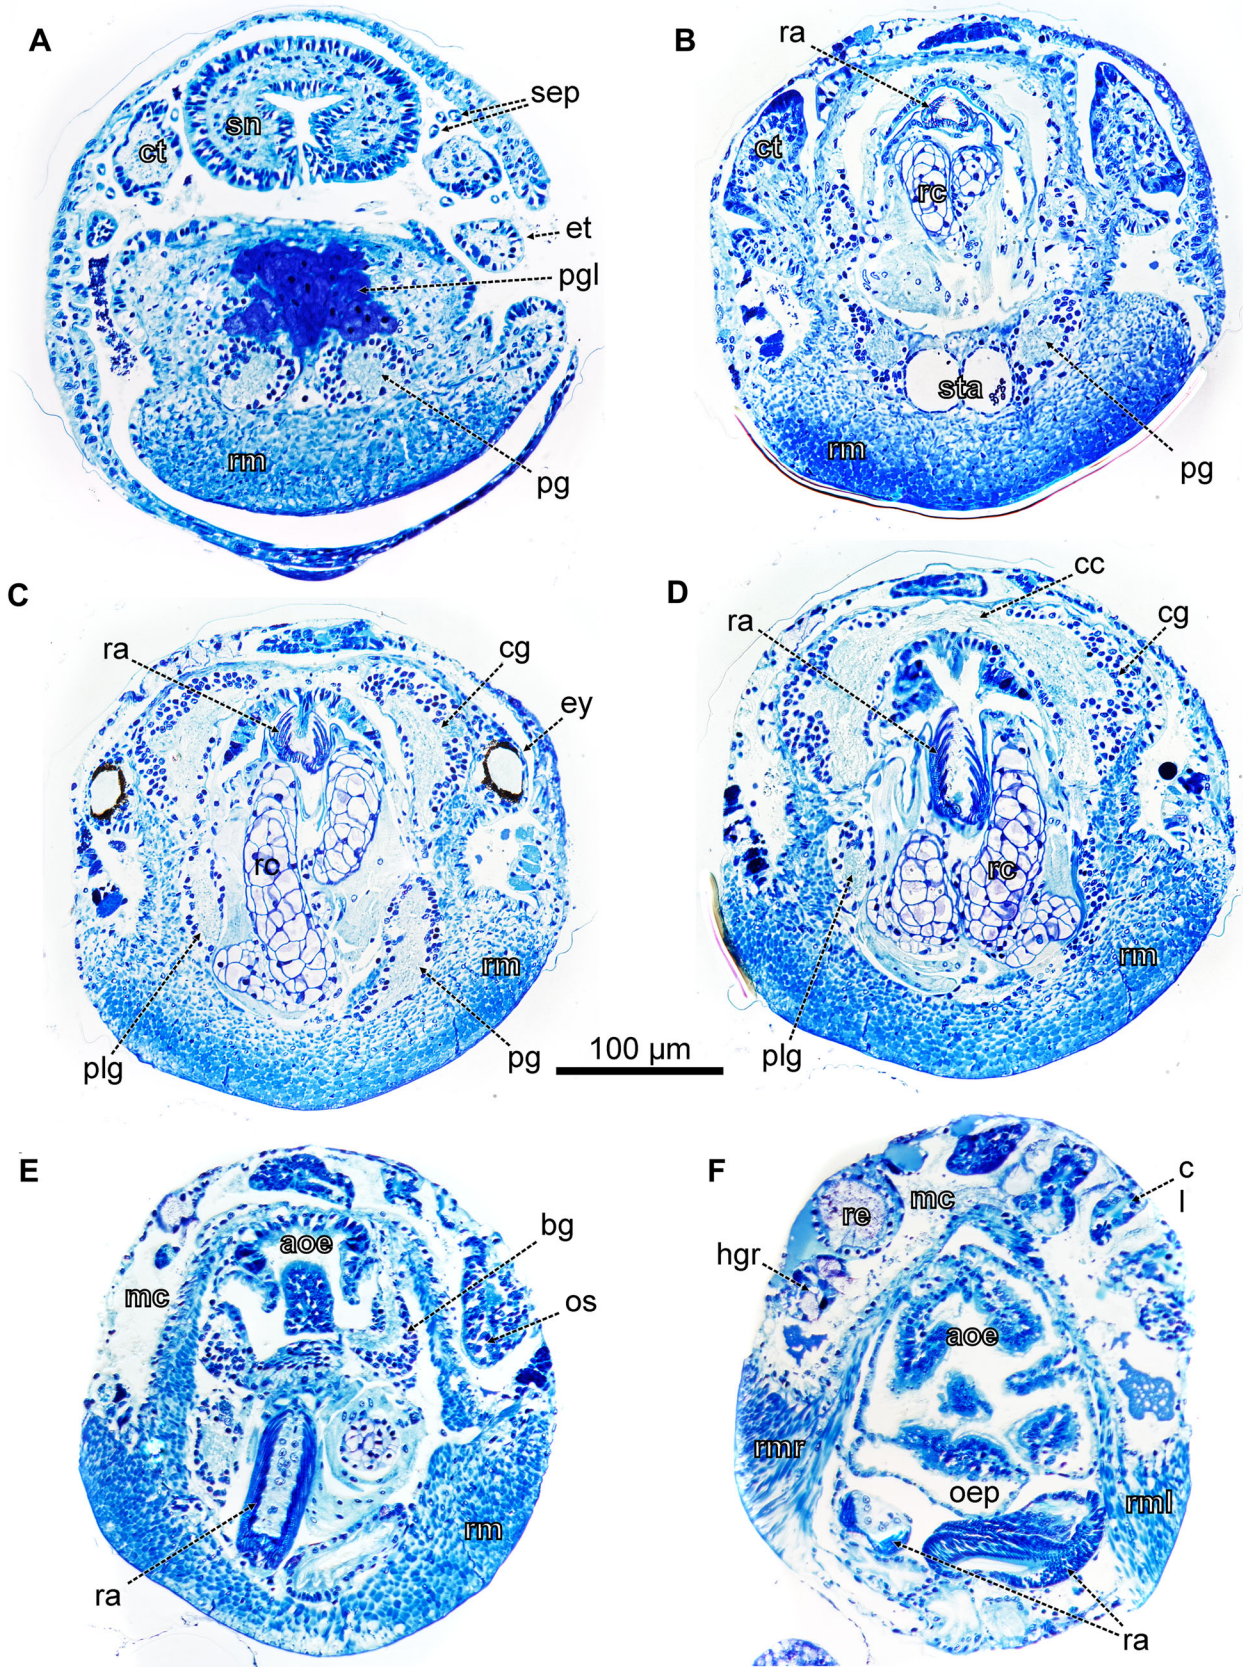 A
sn
ct
sep
et
pgl
pg
rm
B
ra
ct
rc
sta
rm
pg
C
ra
cg
ey
rc
rm
plg
pg
100 µm
D
cc
ra
cg
rc
rm
plg
E
aoe
bg
mc
os
rm
ra
F
c
l
mc
re
hgr
aoe
rmr
oep
rml
ra